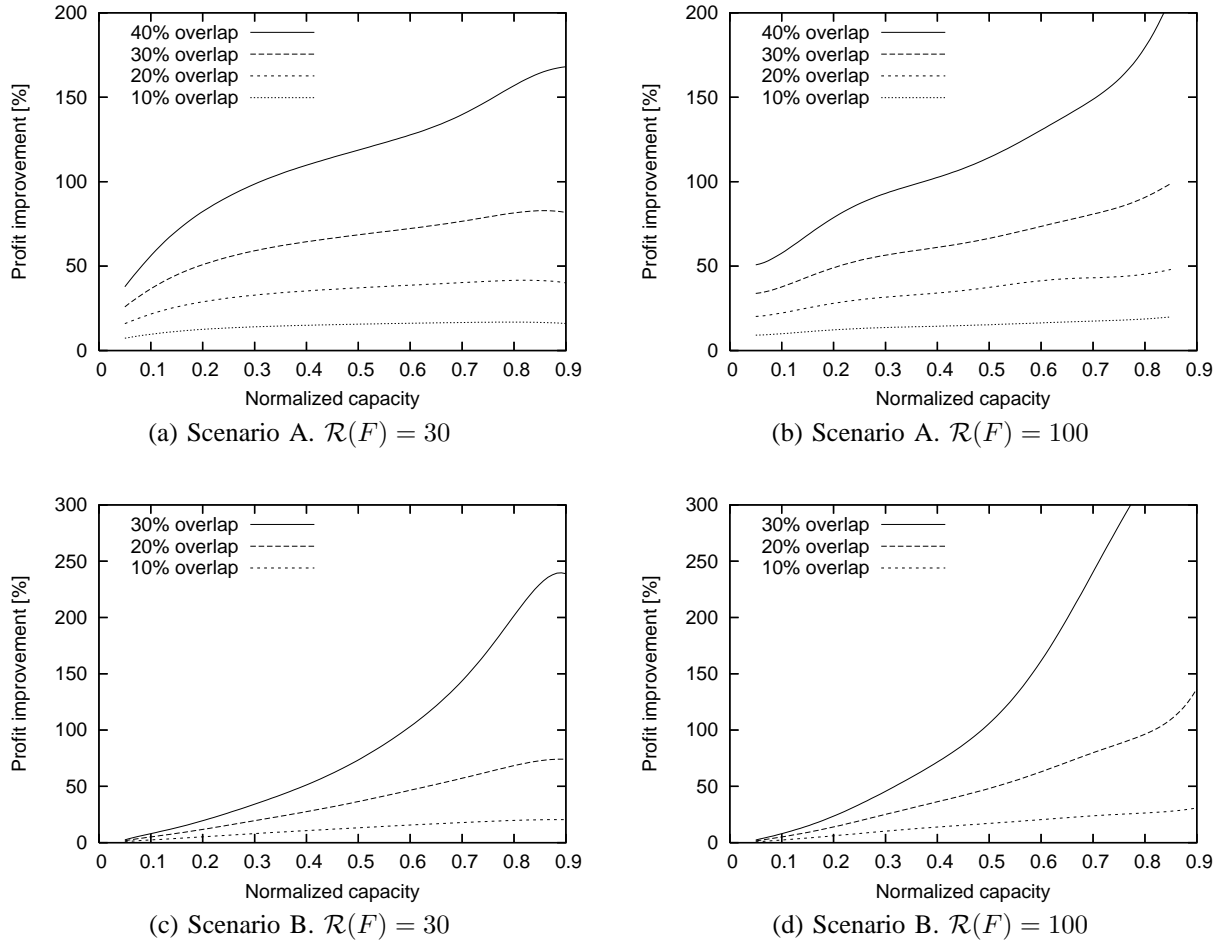 200
150
100
50
0
Profit improvement [%]
40% overlap
30% overlap
20% overlap
10% overlap
0 0.1 0.2 0.3 0.4 0.5 0.6 0.7 0.8 0.9
Normalized capacity
(a) Scenario A. R(F) = 30
200
150
100
50
0
Profit improvement [%]
40% overlap
30% overlap
20% overlap
10% overlap
0 0.1 0.2 0.3 0.4 0.5 0.6 0.7 0.8 0.9
Normalized capacity
(b) Scenario A. R(F) = 100
300
250
200
150
100
50
0
Profit improvement [%]
30% overlap
20% overlap
10% overlap
0 0.1 0.2 0.3 0.4 0.5 0.6 0.7 0.8 0.9
Normalized capacity
(c) Scenario B. R(F) = 30
300
250
200
150
100
50
0
Profit improvement [%]
30% overlap
20% overlap
10% overlap
0 0.1 0.2 0.3 0.4 0.5 0.6 0.7 0.8 0.9
Normalized capacity
(d) Scenario B. R(F) = 100